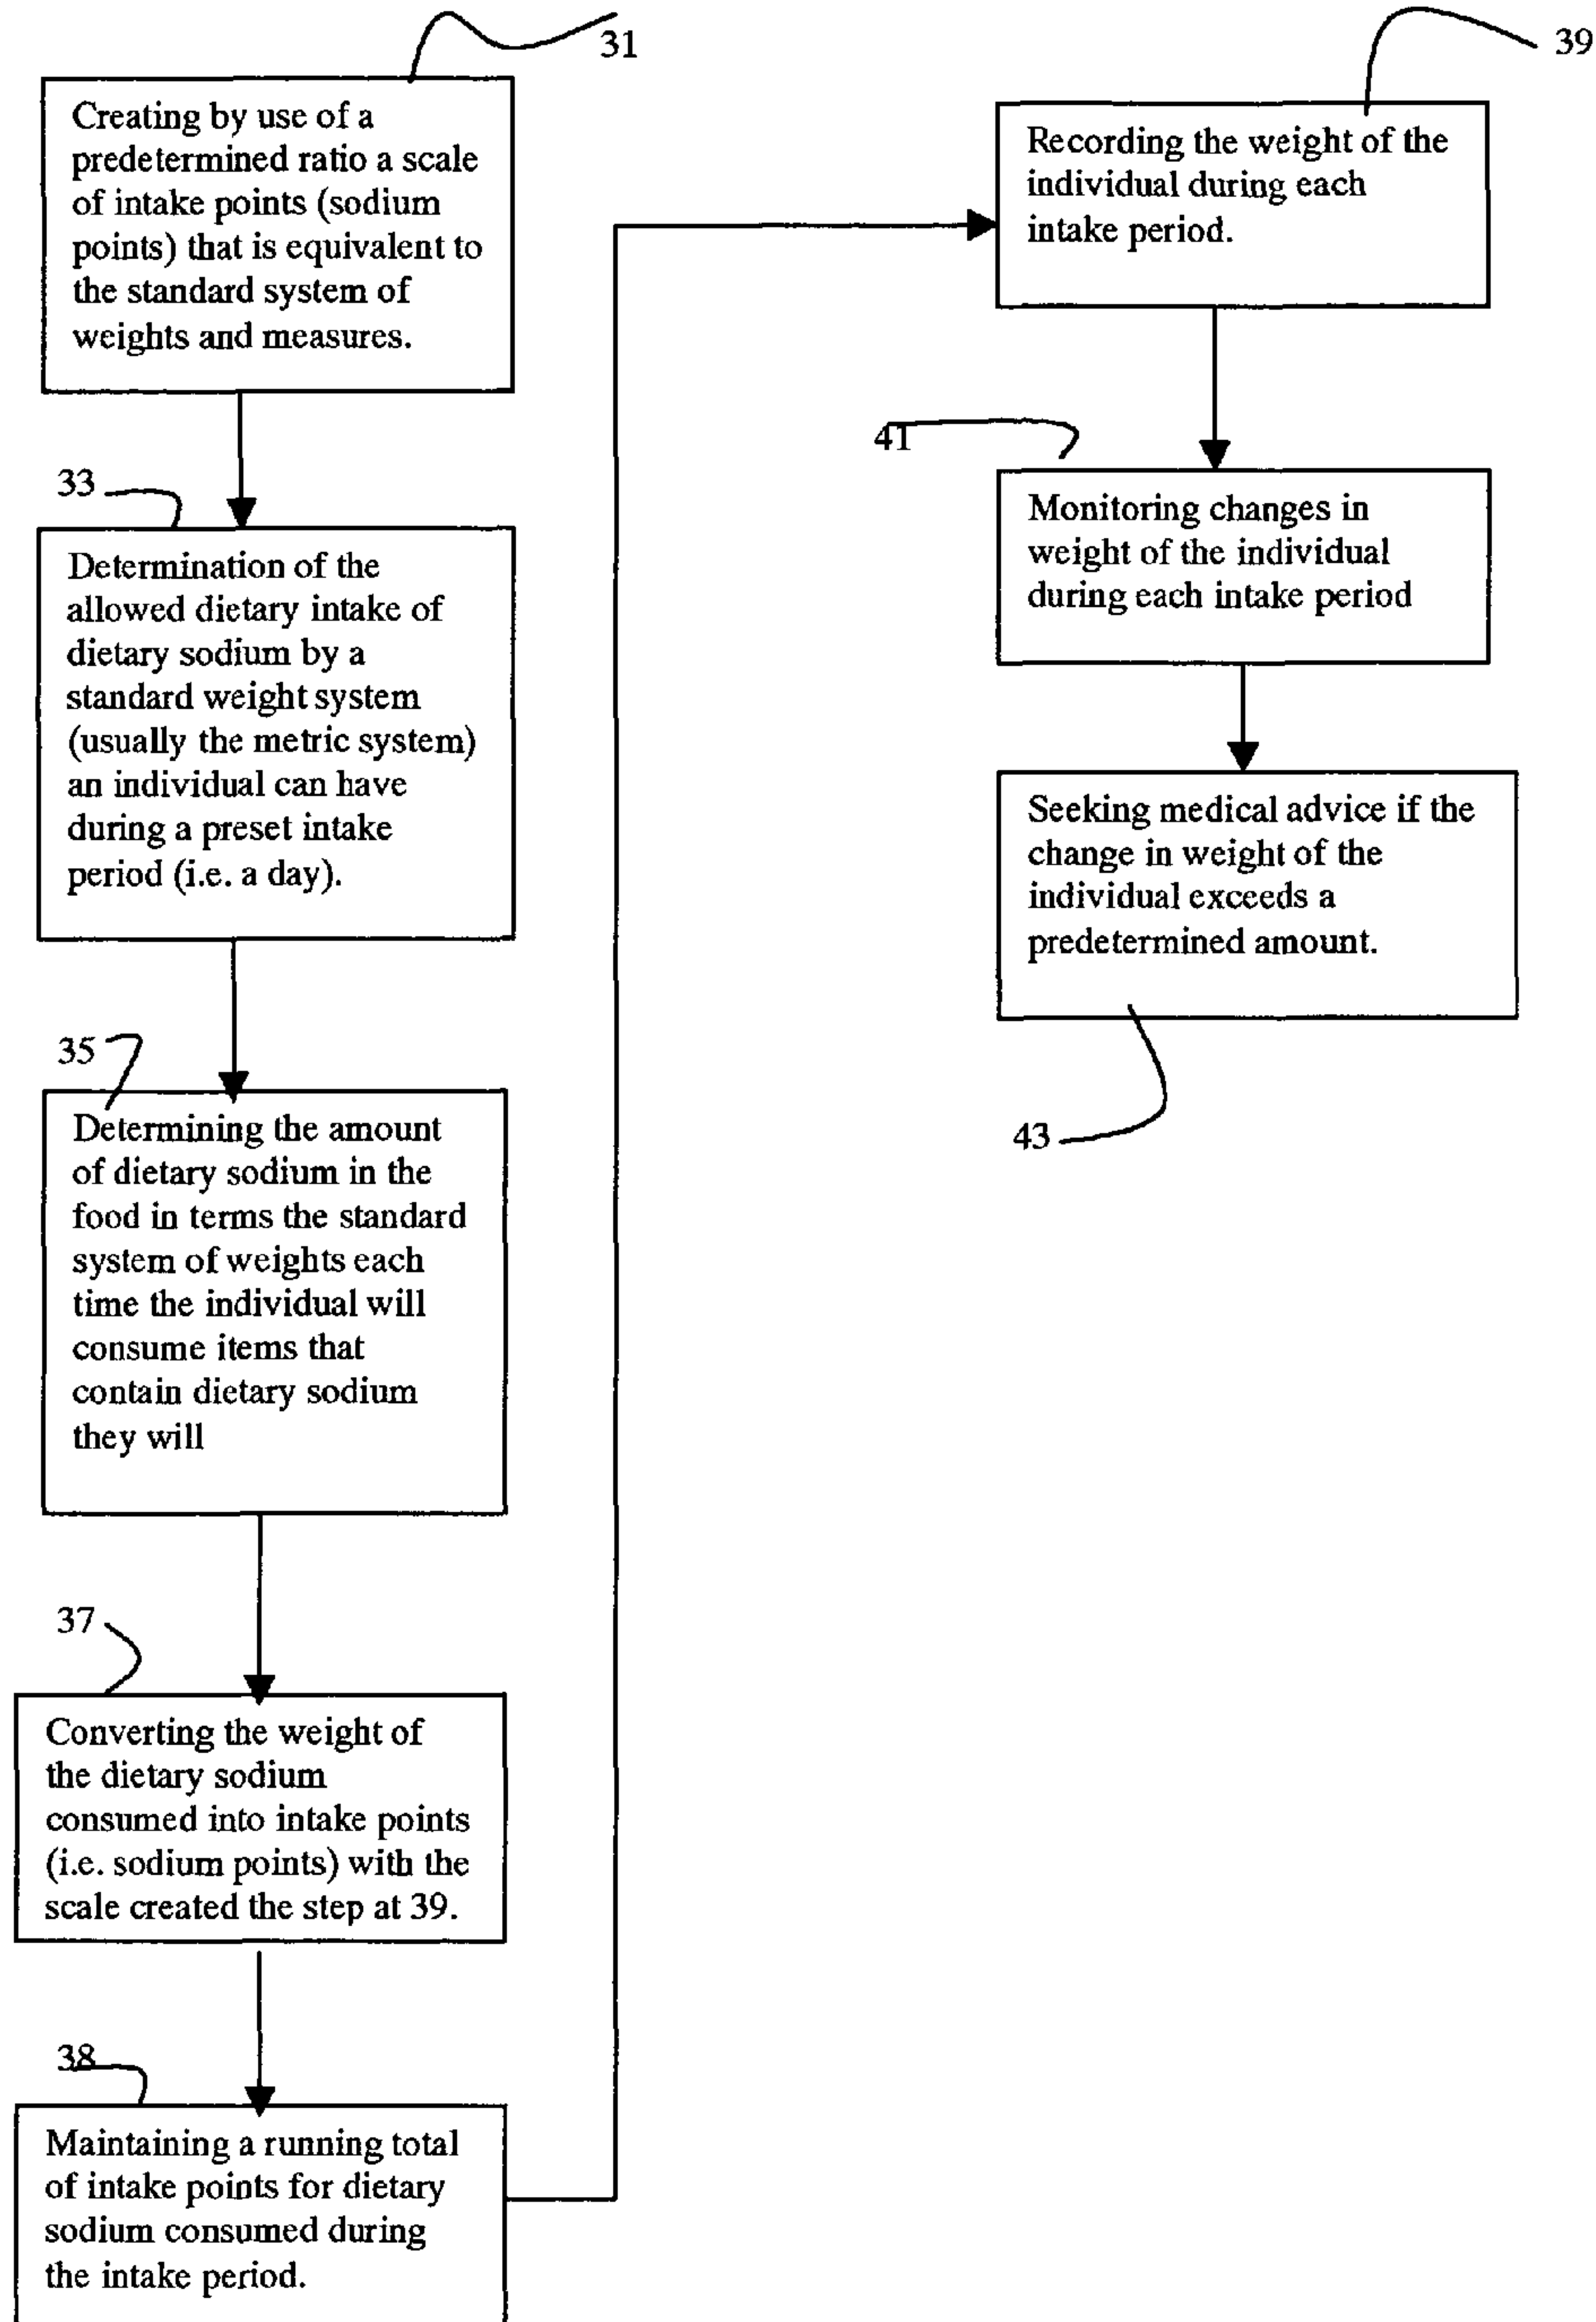 31
Creating by use of a
predetermined ratio a scale
of intake points (sodium
points) that is equivalent to
the standard system of
weights and measures.
33
Determination of the
allowed dietary intake of
dietary sodium by a
standard weight system
(usually the metric system)
an individual can have
during a preset intake
period (i.e. a day).
35
Determining the amount
of dietary sodium in the
food in terms the standard
system of weights each
time the individual will
consume items that
contain dietary sodium
they will
37
Converting the weight of
the dietary sodium
consumed into intake points
(i.e. sodium points) with the
scale created the step at 39.
38
Maintaining a running total
of intake points for dietary
sodium consumed during
the intake period.
39
Recording the weight of the
individual during each
intake period.
41
Monitoring changes in
weight of the individual
during each intake period
Seeking medical advice if the
change in weight of the
individual exceeds a
predetermined amount.
43